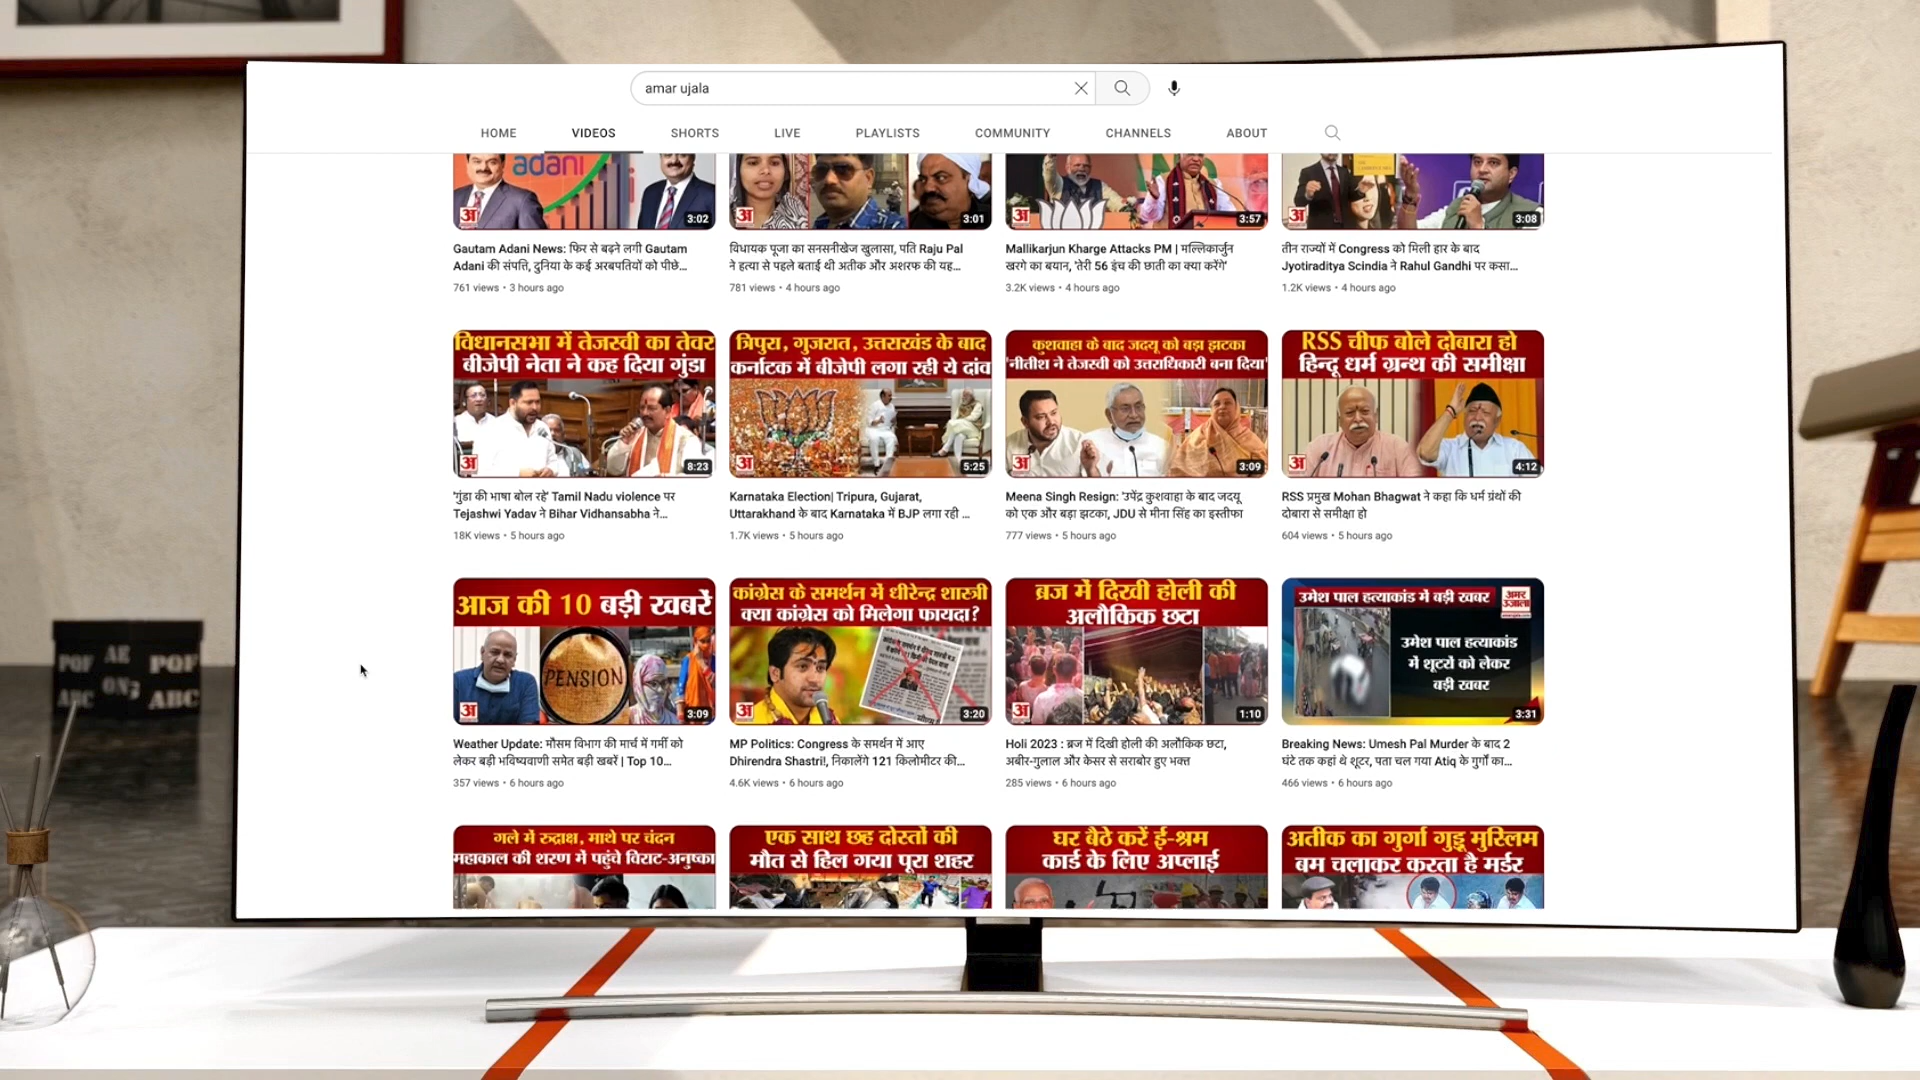 amar ujala
HOME VIDEOS SHORTS LIVE PLAYLISTS COMMUNITY CHANNELS ABOUT
adani
अ 3:02
अ 3:01
अ 3:57
अ 3:08
Gautam Adani News: फिर से बढ़ने लगी Gautam
Adani की संपत्ति, दुनिया के कई अरबपतियों को पीछे...
761 views • 3 hours ago
विधायक पूजा का सनसनीखेज खुलासा, पति Raju Pal
ने हत्या से पहले बताई थी अतीक और अशरफ की यह...
781 views • 4 hours ago
Mallikarjun Kharge Attacks PM | मल्लिकार्जुन
खरगे का बयान, 'तेरी 56 इंच की छाती का क्या करेंगे'
3.2K views • 4 hours ago
तीन राज्यों में Congress को मिली हार के बाद
Jyotiraditya Scindia ने Rahul Gandhi पर कसा...
1.2K views • 4 hours ago
विधानसभा में तेजस्वी का तेवर
बीजेपी नेता ने कह दिया गुंडा
अ 8:23
त्रिपुरा, गुजरात, उत्तराखंड के बाद
कर्नाटक में बीजेपी लगा रही ये दांव
अ 5:25
कुशवाहा के बाद जदयू को बड़ा झटका
'नीतीश ने तेजस्वी को उत्तराधिकारी बना दिया'
अ 3:09
RSS चीफ बोले दोबारा हो
हिन्दू धर्म ग्रन्थ की समीक्षा
अ 4:12
'गुंडा की भाषा बोल रहे' Tamil Nadu violence पर
Tejashwi Yadav ने Bihar Vidhansabha ने...
18K views • 5 hours ago
Karnataka Election| Tripura, Gujarat,
Uttarakhand के बाद Karnataka में BJP लगा रही ...
1.7K views • 5 hours ago
Meena Singh Resign: 'उपेंद्र कुशवाहा के बाद जदयू
को एक और बड़ा झटका, JDU से मीना सिंह का इस्तीफा
777 views • 5 hours ago
RSS प्रमुख Mohan Bhagwat ने कहा कि धर्म ग्रंथों की
दोबारा से समीक्षा हो
604 views • 5 hours ago
आज की 10 बड़ी खबरें
PENSION
अ 3:09
कांग्रेस के समर्थन में धीरेन्द्र शास्त्री
क्या कांग्रेस को मिलेगा फायदा?
अ 3:20
ब्रज में दिखी होली की
अलौकिक छटा
अ 1:10
उमेश पाल हत्याकांड में बड़ी खबर
अमर
उजाला
उमेश पाल हत्याकांड
में शूटरों को लेकर
बड़ी खबर
3:31
Weather Update: मौसम विभाग की मार्च में गर्मी को
लेकर बड़ी भविष्यवाणी समेत बड़ी खबरें | Top 10...
357 views • 6 hours ago
MP Politics: Congress के समर्थन में आए
Dhirendra Shastri!, निकालेंगे 121 किलोमीटर की...
4.6K views • 6 hours ago
Holi 2023 : ब्रज में दिखी होली की अलौकिक छटा,
अबीर-गुलाल और केसर से सराबोर हुए भक्त
285 views • 6 hours ago
Breaking News: Umesh Pal Murder के बाद 2
घंटे तक कहां थे शूटर, पता चल गया Atiq के गुर्गों का...
466 views • 6 hours ago
गले में रुद्राक्ष, माथे पर चंदन
महाकाल की शरण में पहुंचे विराट-अनुष्का
एक साथ छह दोस्तों की
मौत से हिल गया पूरा शहर
घर बैठे करें ई-श्रम
कार्ड के लिए अप्लाई
अतीक का गुर्गा गुड्डू मुस्लिम
बम चलाकर करता है मर्डर